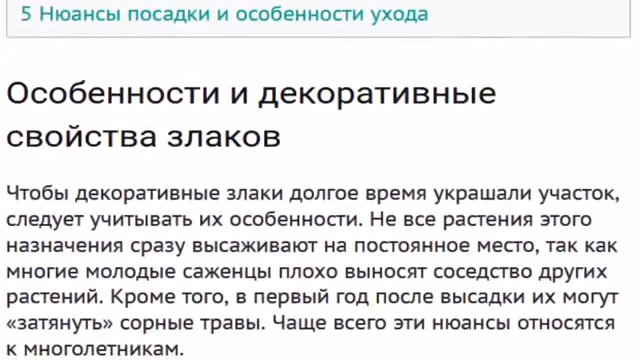 5 Нюансы посадки и особенности ухода
Особенности и декоративные
свойства злаков
Чтобы декоративные злаки долгое время украшали участок,
следует учитывать их особенности. Не все растения этого
назначения сразу высаживают на постоянное место, так как
многие молодые саженцы плохо выносят соседство других
растений. Кроме того, в первый год после высадки их могут
«затянуть» сорные травы. Чаще всего эти нюансы относятся
к многолетникам.